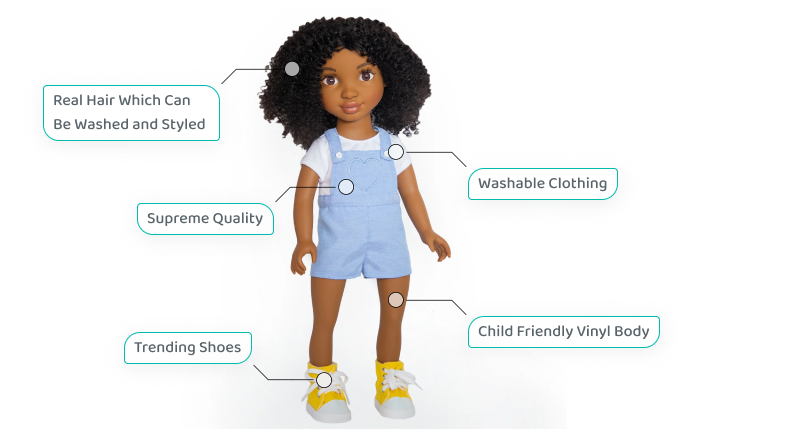 Real Hair Which Can
Be Washed and Styled
Washable Clothing
Supreme Quality
Child Friendly Vinyl Body
Trending Shoes